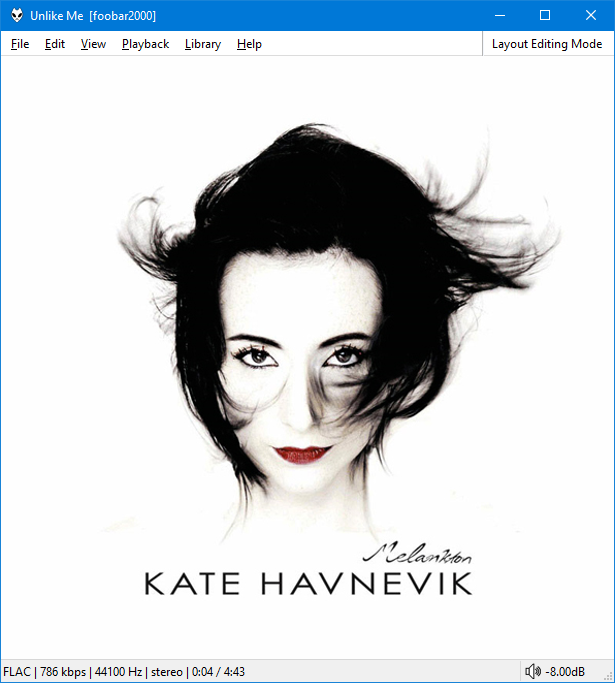 Unlike Me [foobar2000]
File Edit View Playback Library Help Layout Editing Mode
Melankton
KATE HAVNEVIK
FLAC | 786 kbps | 44100 Hz | stereo | 0:04 / 4:43 -8.00dB